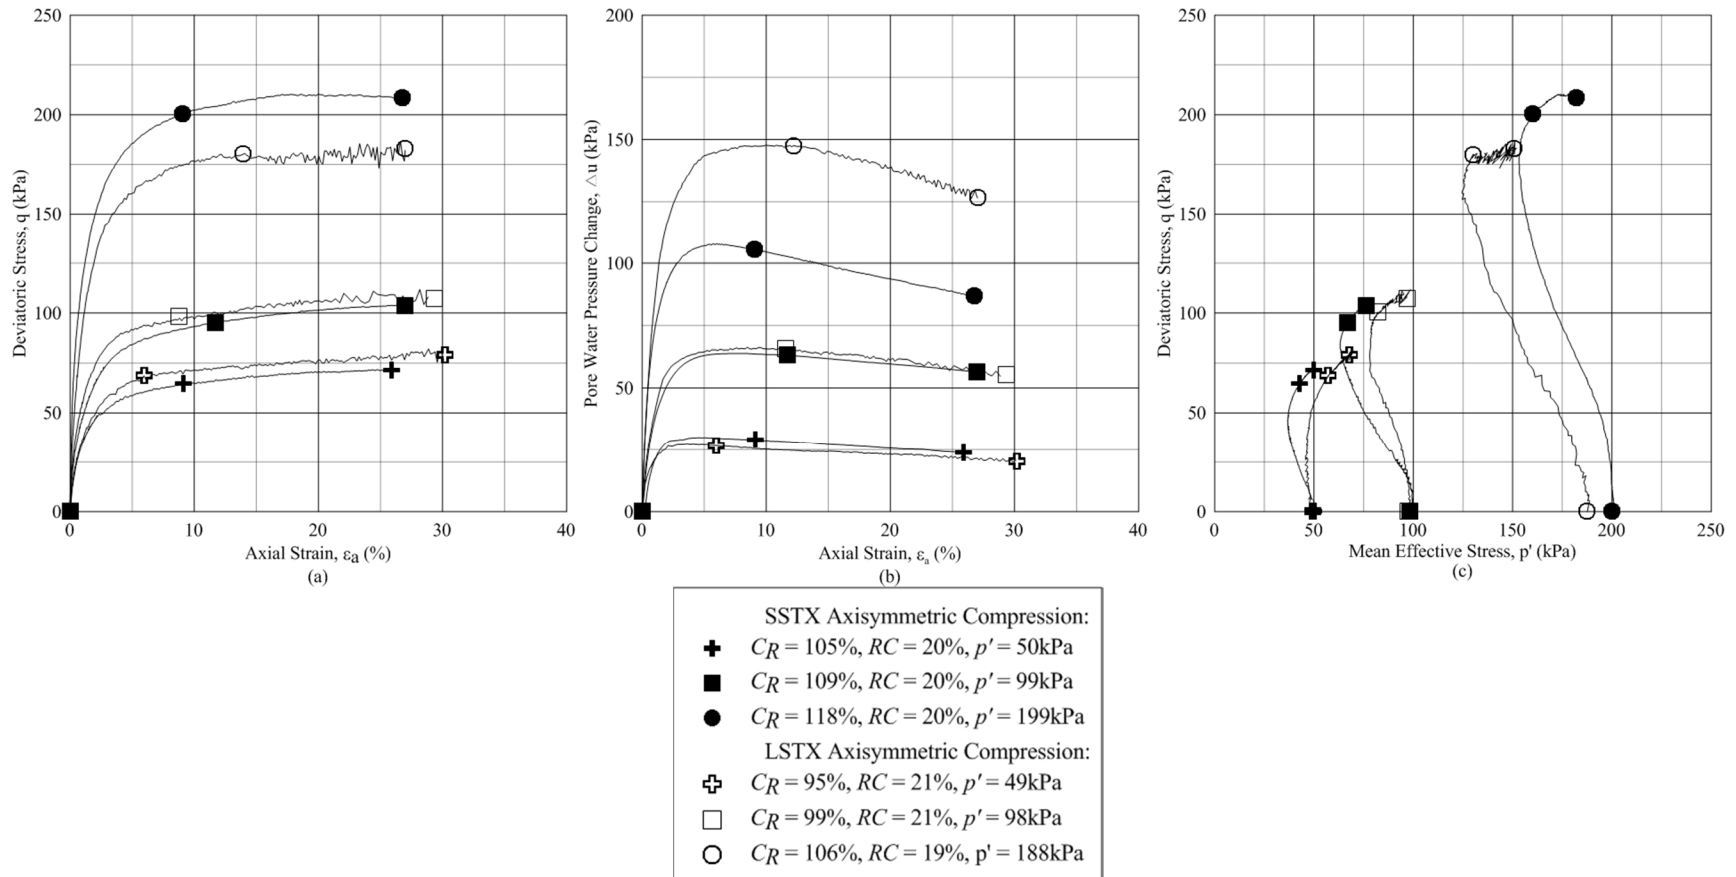 250
200
150
100
50
0
Deviatoric Stress, q (kPa)
0 10 20 30 40
Axial Strain, εa (%)
(a)
200
150
100
50
0
Pore Water Pressure Change, △u (kPa)
0 10 20 30 40
Axial Strain, εa (%)
(b)
250
200
150
100
50
0
Deviatoric Stress, q (kPa)
0 50 100 150 200 250
Mean Effective Stress, p' (kPa)
(c)
SSTX Axisymmetric Compression:
CR = 105%, RC = 20%, p' = 50kPa
CR = 109%, RC = 20%, p' = 99kPa
CR = 118%, RC = 20%, p' = 199kPa
LSTX Axisymmetric Compression:
CR = 95%, RC = 21%, p' = 49kPa
CR = 99%, RC = 21%, p' = 98kPa
CR = 106%, RC = 19%, p' = 188kPa